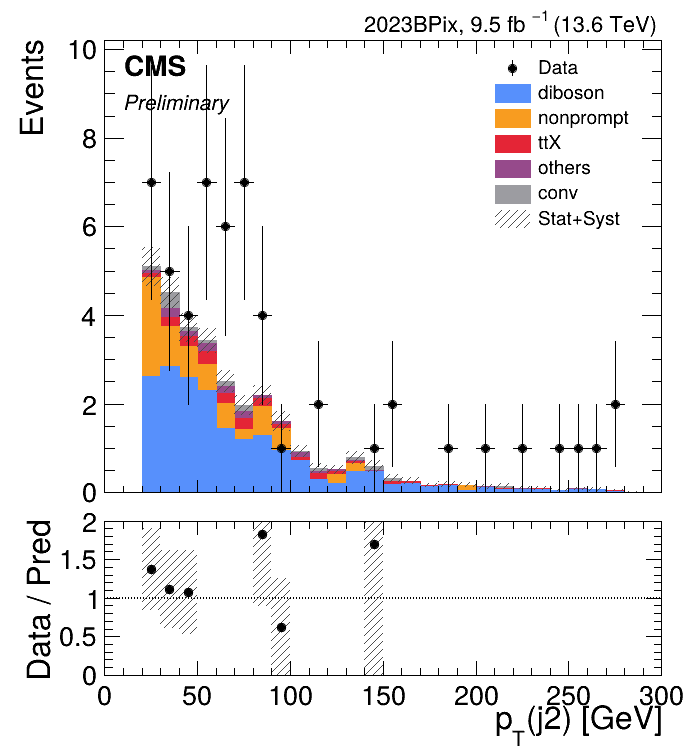 2023BPix, 9.5 fb⁻¹ (13.6 TeV)
Events
10
8
6
4
2
0
CMS
Preliminary
Data
diboson
nonprompt
ttX
others
conv
Stat+Syst
Data / Pred
2
1.5
1
0.5
0
0 50 100 150 200 250 300
p_T(j2) [GeV]